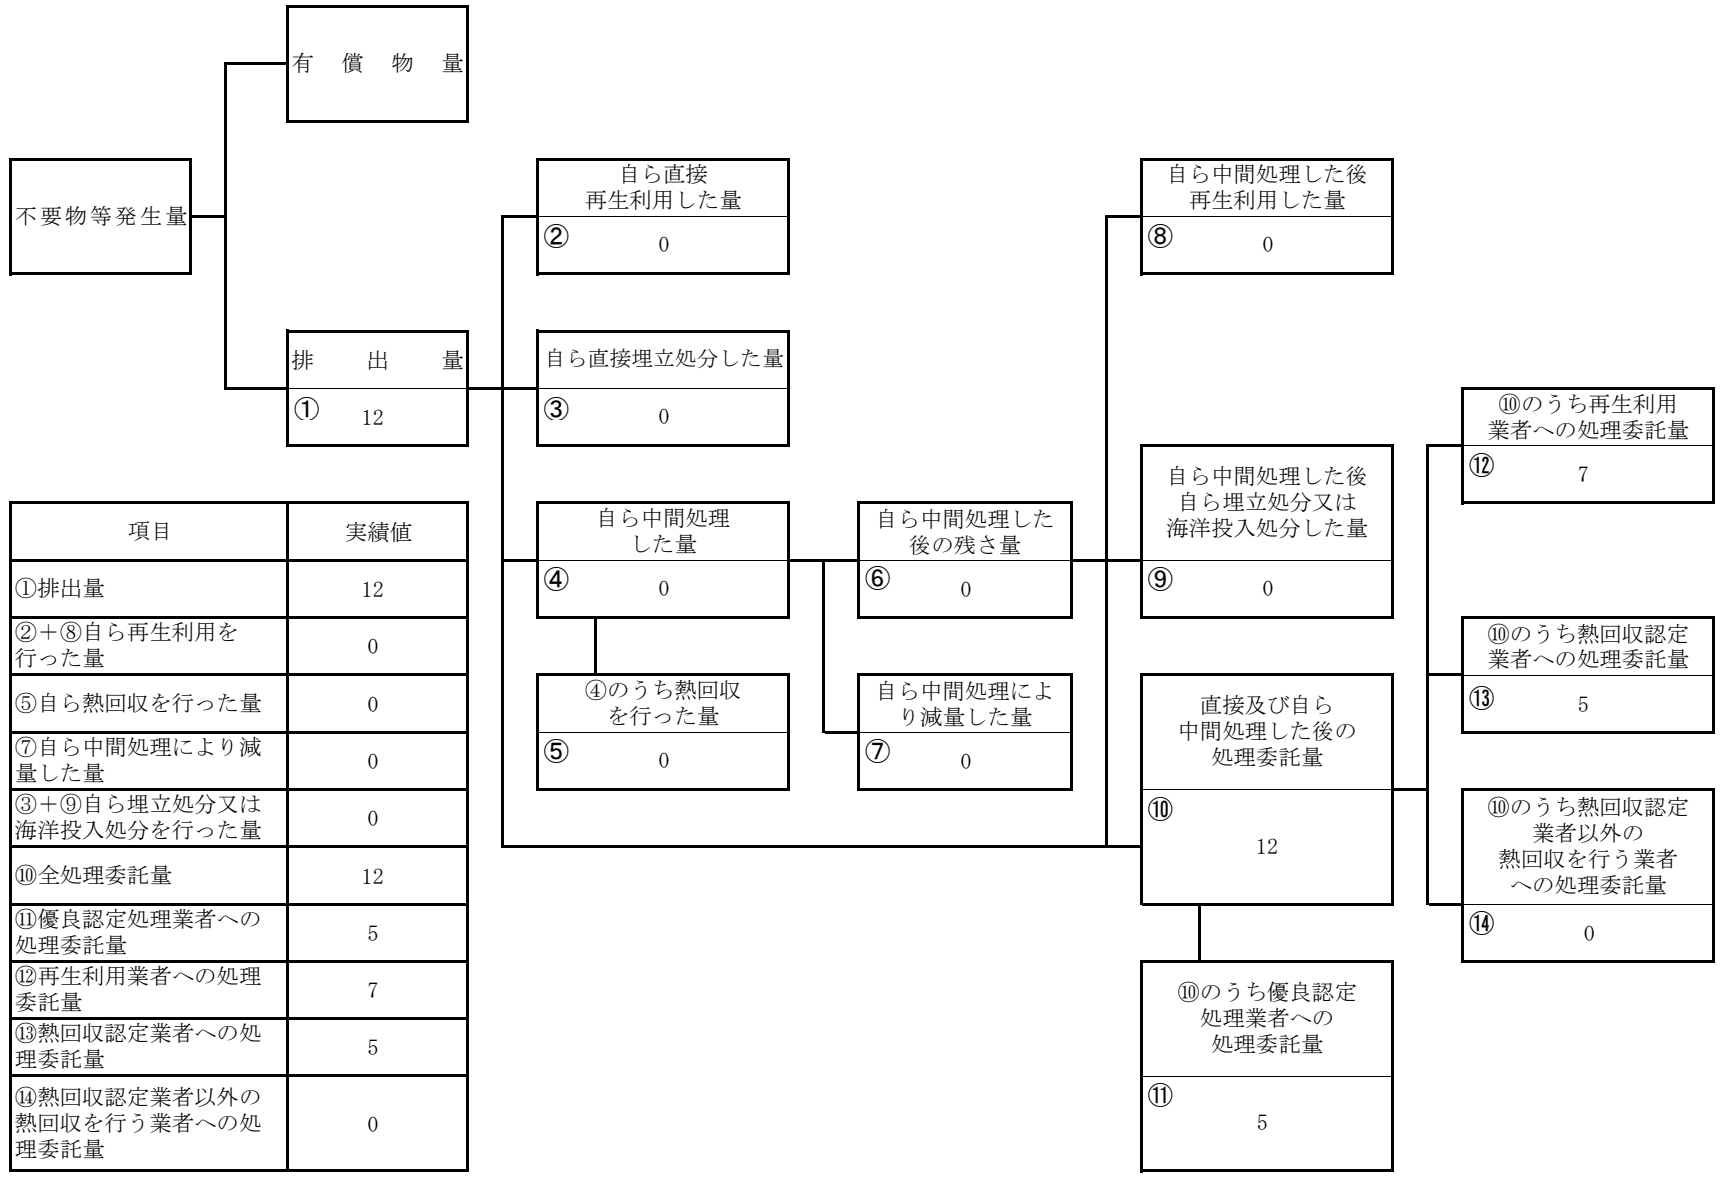 有償物量
不要物等発生量
排出量
① 12
自ら直接
再生利用した量
② 0
自ら直接埋立処分した量
③ 0
自ら中間処理
した量
④ 0
④のうち熱回収
を行った量
⑤ 0
自ら中間処理した
後の残さ量
⑥ 0
自ら中間処理によ
り減量した量
⑦ 0
自ら中間処理した後
再生利用した量
⑧ 0
自ら中間処理した後
自ら埋立処分又は
海洋投入処分した量
⑨ 0
直接及び自ら
中間処理した後の
処理委託量
⑩
12
⑩のうち優良認定
処理業者への
処理委託量
⑪
5
⑩のうち再生利用
業者への処理委託量
⑫ 7
⑩のうち熱回収認定
業者への処理委託量
⑬ 5
⑩のうち熱回収認定
業者以外の
熱回収を行う業者
への処理委託量
⑭ 0
項目 実績値
①排出量 12
②＋⑧自ら再生利用を
行った量 0
⑤自ら熱回収を行った量 0
⑦自ら中間処理により減
量した量 0
③＋⑨自ら埋立処分又は
海洋投入処分を行った量 0
⑩全処理委託量 12
⑪優良認定処理業者への
処理委託量 5
⑫再生利用業者への処理
委託量 7
⑬熱回収認定業者への処
理委託量 5
⑭熱回収認定業者以外の
熱回収を行う業者への処
理委託量 0